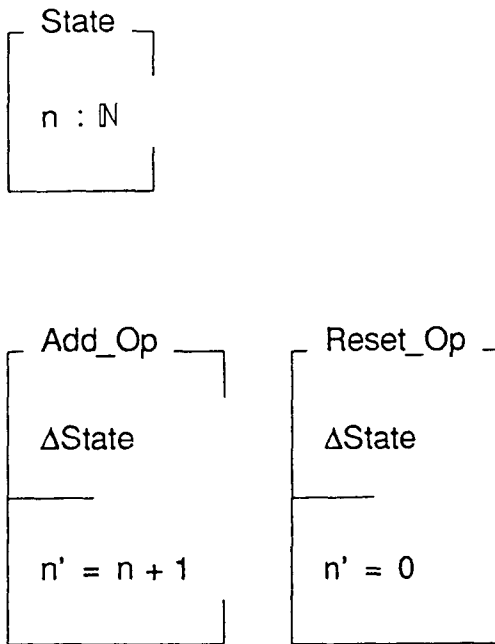 State
n : ℕ
Add_Op
ΔState
n' = n + 1
Reset_Op
ΔState
n' = 0